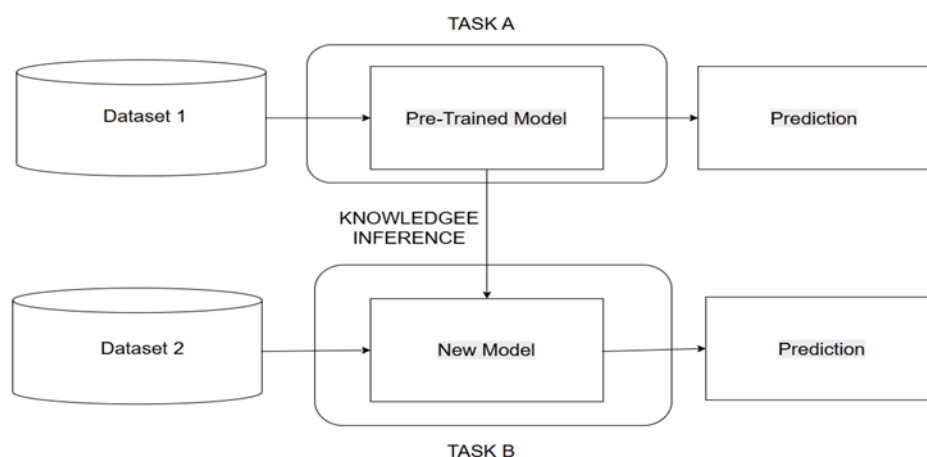 TASK A
Dataset 1
Pre-Trained Model
Prediction
KNOWLEDGEE
INFERENCE
Dataset 2
New Model
Prediction
TASK B